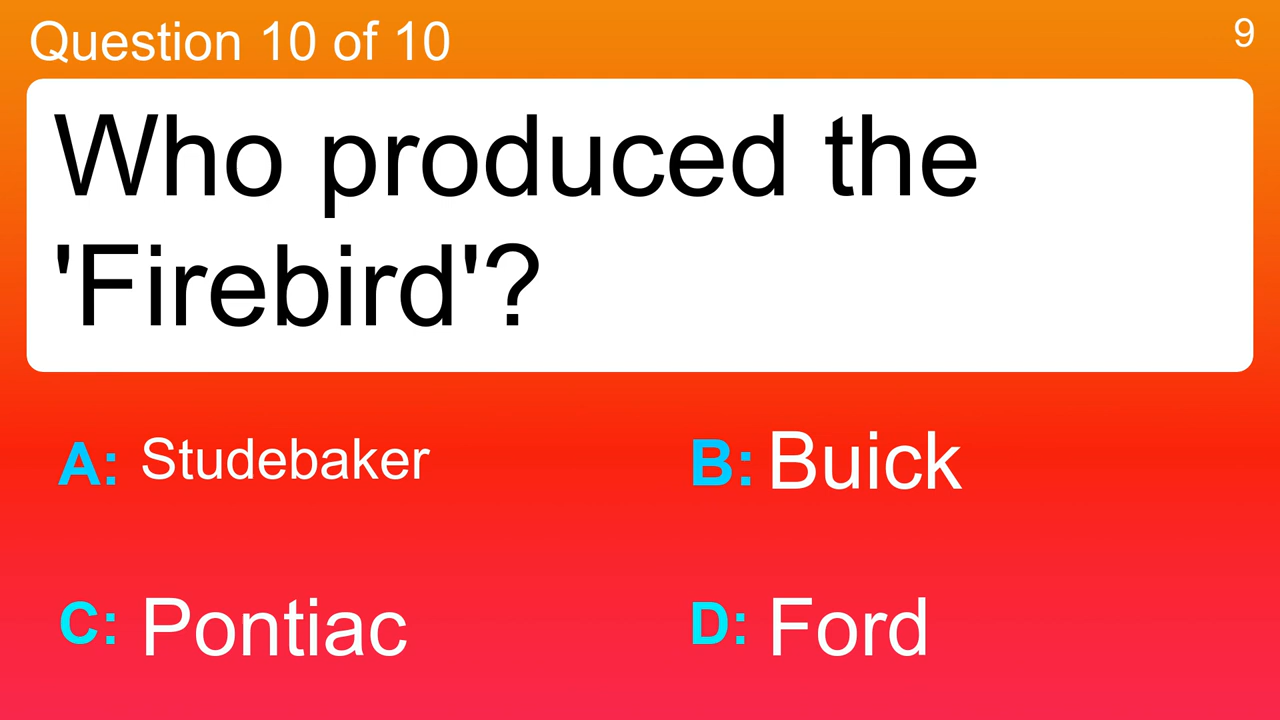 Question 10 of 10
9
Who produced the
'Firebird'?
A: Studebaker
B: Buick
C: Pontiac
D: Ford